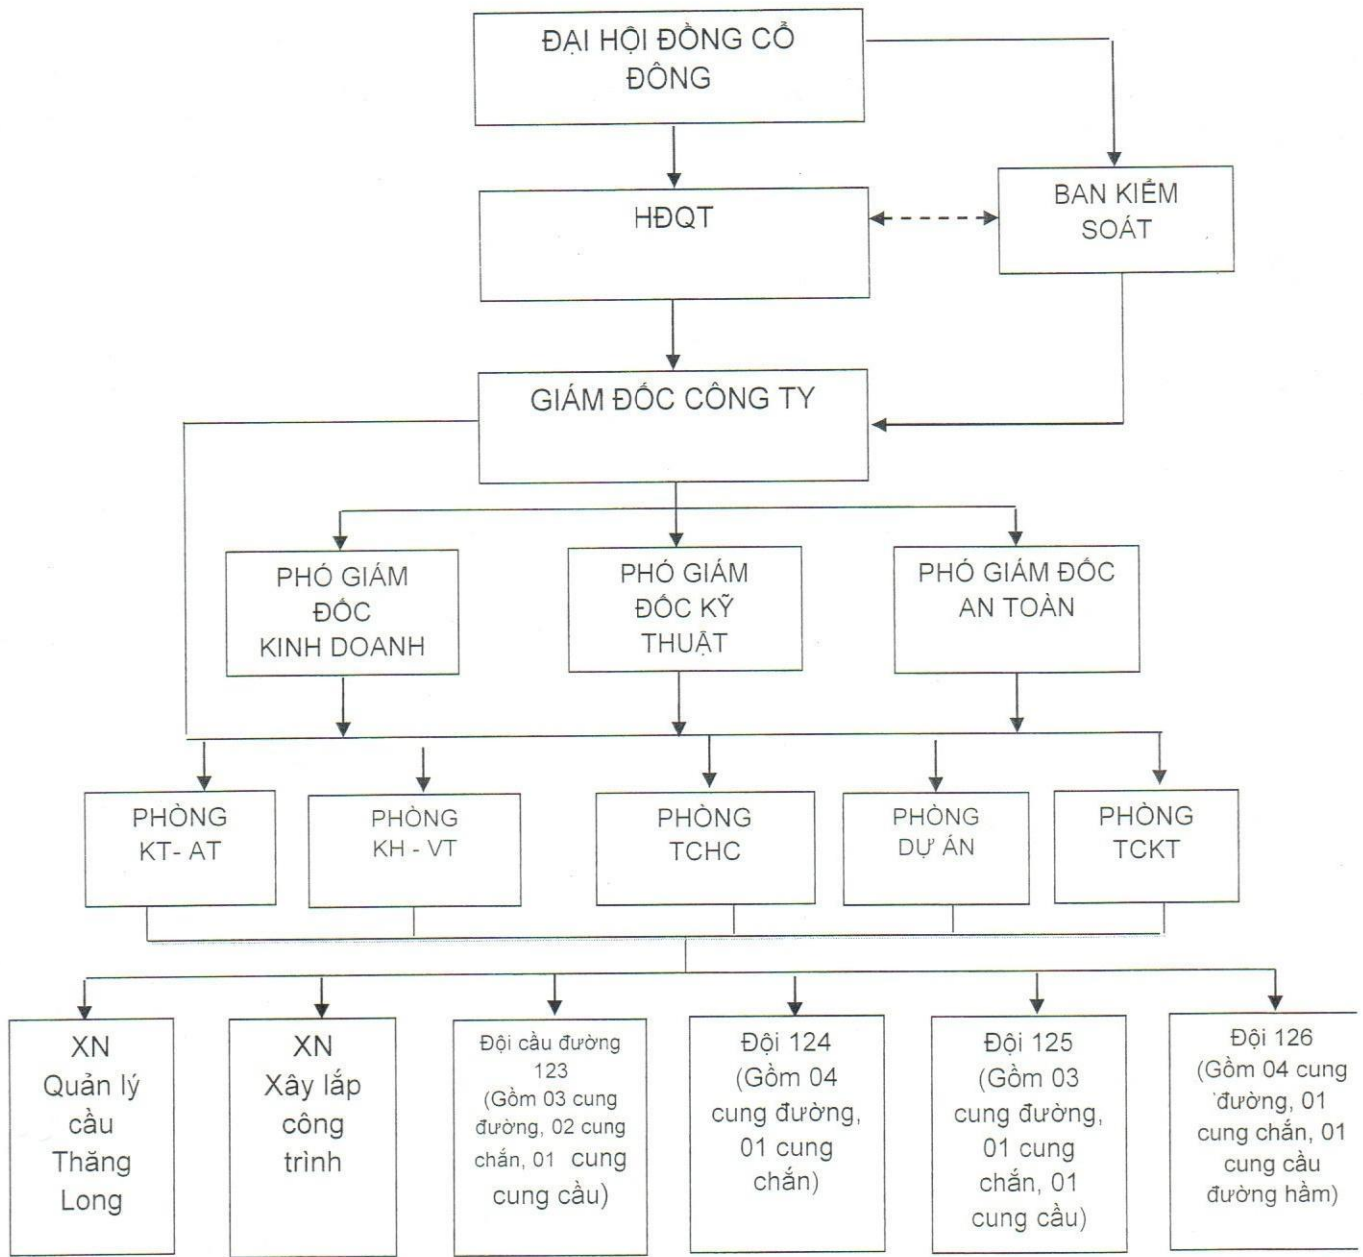 ĐẠI HỘI ĐỒNG CỔ
ĐÔNG
HĐQT
BAN KIỂM
SOÁT
GIÁM ĐỐC CÔNG TY
PHÓ GIÁM
ĐỐC
KINH DOANH
PHÓ GIÁM
ĐỐC KỸ
THUẬT
PHÓ GIÁM ĐỐC
AN TOÀN
PHÒNG
KT- AT
PHÒNG
KH - VT
PHÒNG
TCHC
PHÒNG
DỰ ÁN
PHÒNG
TCKT
XN
Quản lý
cầu
Thăng
Long
XN
Xây lắp
công
trình
Đội cầu đường
123
(Gồm 03 cung
đường, 02 cung
chắn, 01 cung
cung cầu)
Đội 124
(Gồm 04
cung đường,
01 cung
chắn)
Đội 125
(Gồm 03
cung đường,
01 cung
chắn, 01
cung cầu)
Đội 126
(Gồm 04 cung
đường, 01
cung chắn, 01
cung cầu
đường hầm)